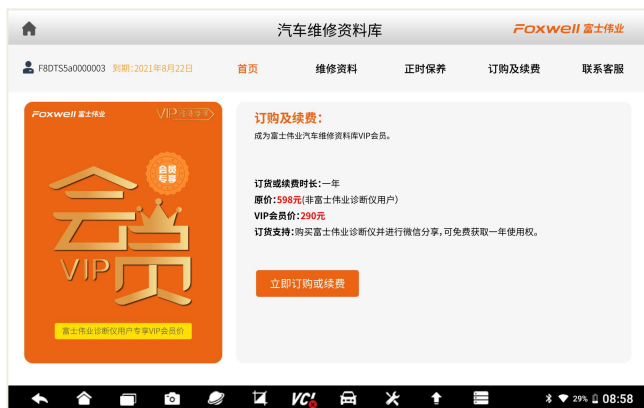 汽车维修资料库
FOXWell 富士伟业
F8DTS5a0000003 到期:2021年8月22日
首页 维修资料 正时保养 订购及续费 联系客服
FOXWell 富士伟业
VIP
会员
专享
会员
VIP
富士伟业诊断仪用户专享VIP会员价
订购及续费:
成为富士伟业汽车维修资料库VIP会员。
订货或续费时长:一年
原价:598元(非富士伟业诊断仪用户)
VIP会员价:290元
订货支持:购买富士伟业诊断仪并进行微信分享,可免费获取一年使用权。
立即订购或续费
VC!
29% 08:58